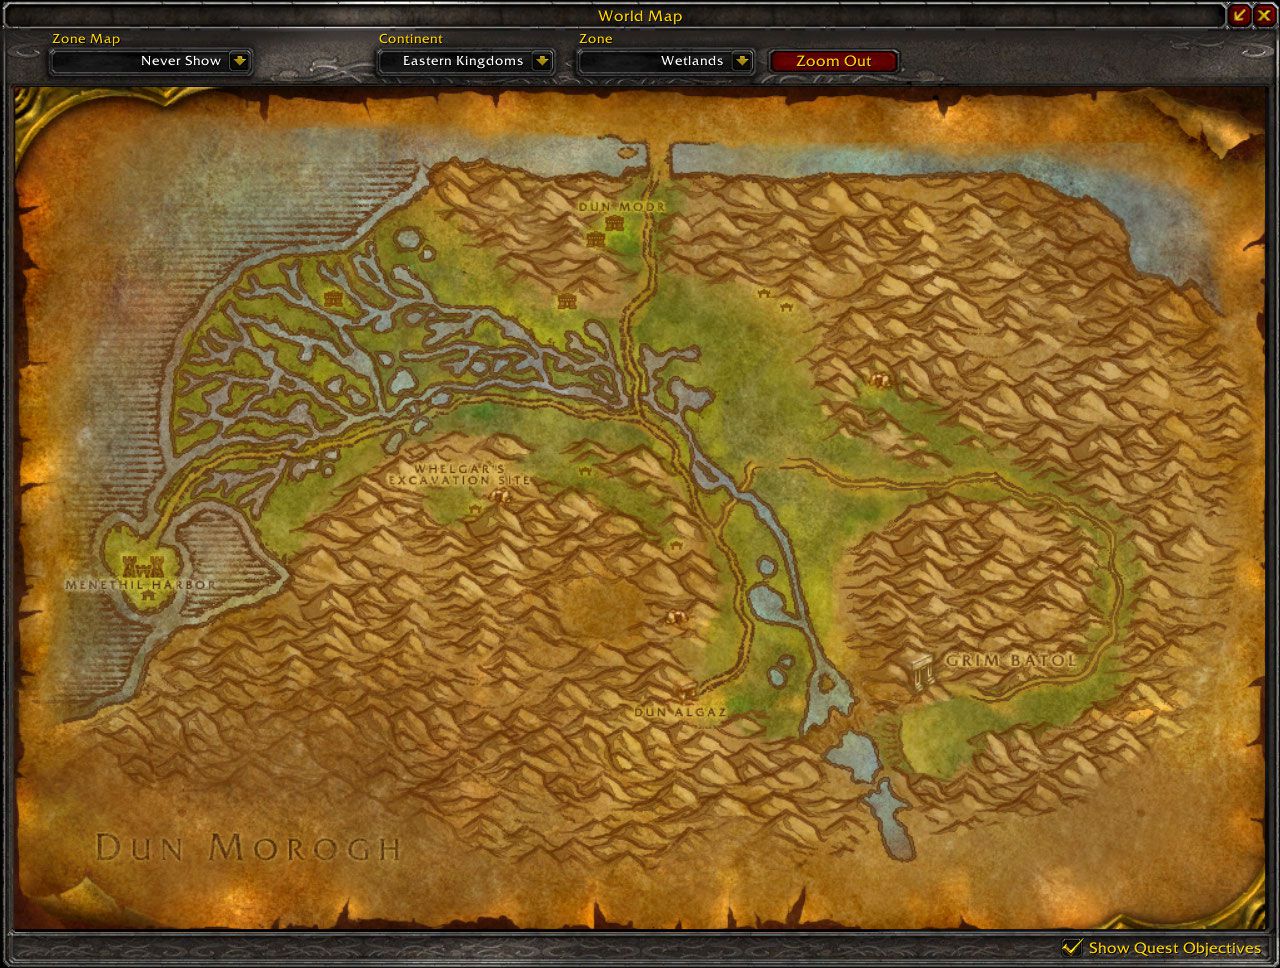 World Map
Zone Map
Continent
Zone
Never Show
Eastern Kingdoms
Wetlands
Zoom Out
DUN MODR
WHELGAR'S
EXCAVATION SITE
MENETHIL HARBOR
GRIM BATOL
DUN ALGAZ
DUN MOROGH
Show Quest Objectives